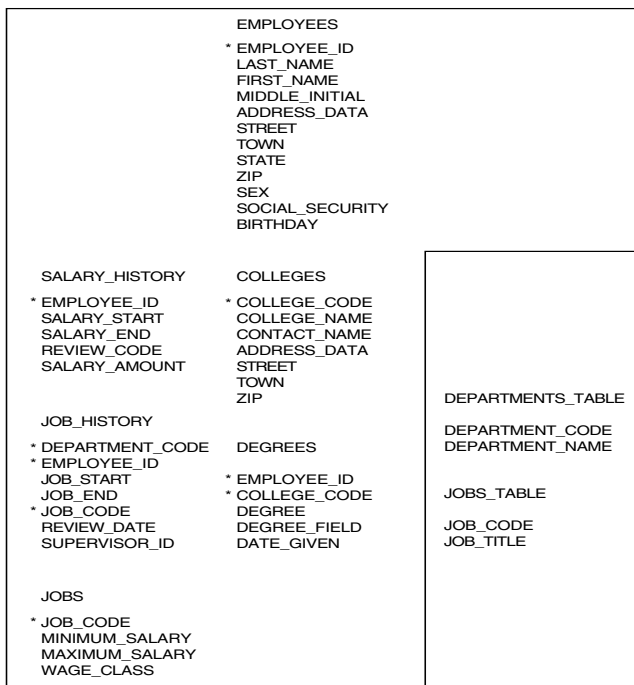 EMPLOYEES
* EMPLOYEE_ID
LAST_NAME
FIRST_NAME
MIDDLE_INITIAL
ADDRESS_DATA
STREET
TOWN
STATE
ZIP
SEX
SOCIAL_SECURITY
BIRTHDAY
SALARY_HISTORY
* EMPLOYEE_ID
SALARY_START
SALARY_END
REVIEW_CODE
SALARY_AMOUNT
COLLEGES
* COLLEGE_CODE
COLLEGE_NAME
CONTACT_NAME
ADDRESS_DATA
STREET
TOWN
ZIP
JOB_HISTORY
* DEPARTMENT_CODE
* EMPLOYEE_ID
JOB_START
JOB_END
* JOB_CODE
REVIEW_DATE
SUPERVISOR_ID
DEGREES
* EMPLOYEE_ID
* COLLEGE_CODE
DEGREE
DEGREE_FIELD
DATE_GIVEN
JOBS
* JOB_CODE
MINIMUM_SALARY
MAXIMUM_SALARY
WAGE_CLASS
DEPARTMENTS_TABLE
DEPARTMENT_CODE
DEPARTMENT_NAME
JOBS_TABLE
JOB_CODE
JOB_TITLE